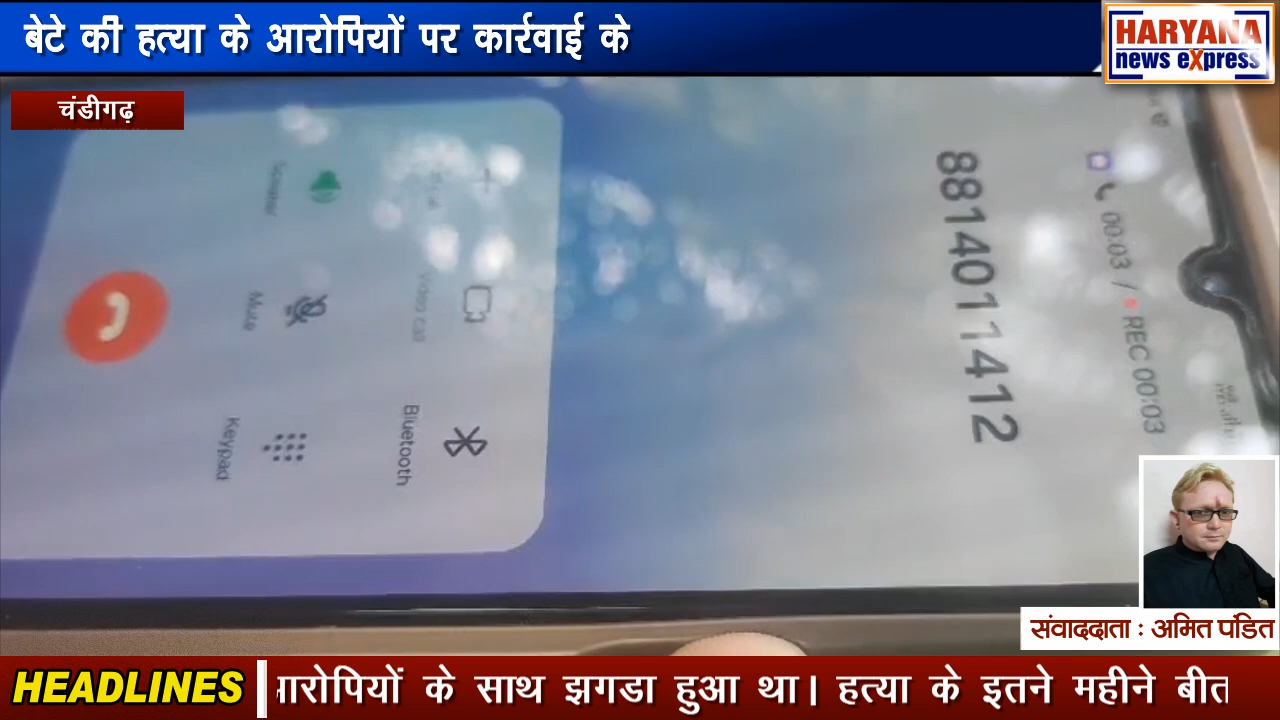 बेटे की हत्या के आरोपियों पर कार्रवाई के
HARYANA
news eXpress
चंडीगढ़
8814011412
00:03 / REC 00:03
Speaker
Mute
Video call
Keypad
Bluetooth
संवाददाता : अमित पंडित
HEADLINES
आरोपियों के साथ झगडा हुआ था। हत्या के इतने महीने बीत